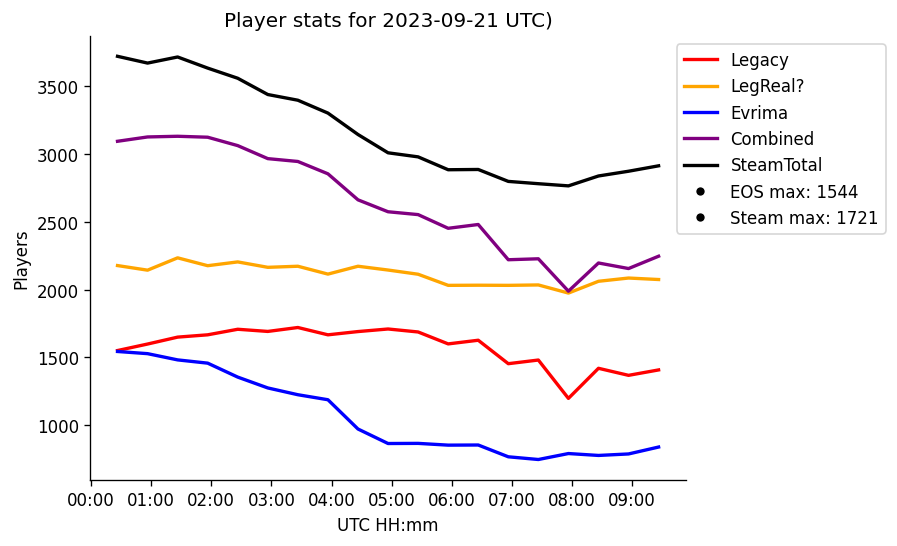 Player stats for 2023-09-21 UTC)
Players
3500
3000
2500
2000
1500
1000
00:00 01:00 02:00 03:00 04:00 05:00 06:00 07:00 08:00 09:00
UTC HH:mm
Legacy
LegReal?
Evrima
Combined
SteamTotal
EOS max: 1544
Steam max: 1721